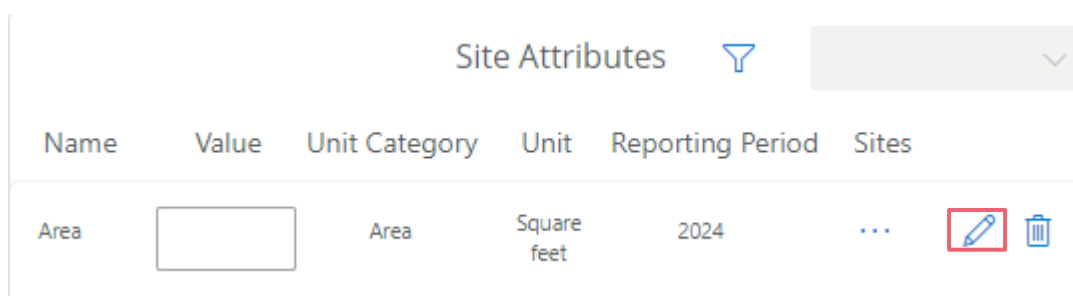 Site Attributes
Name Value Unit Category Unit Reporting Period Sites
Area Area Square feet 2024 ...